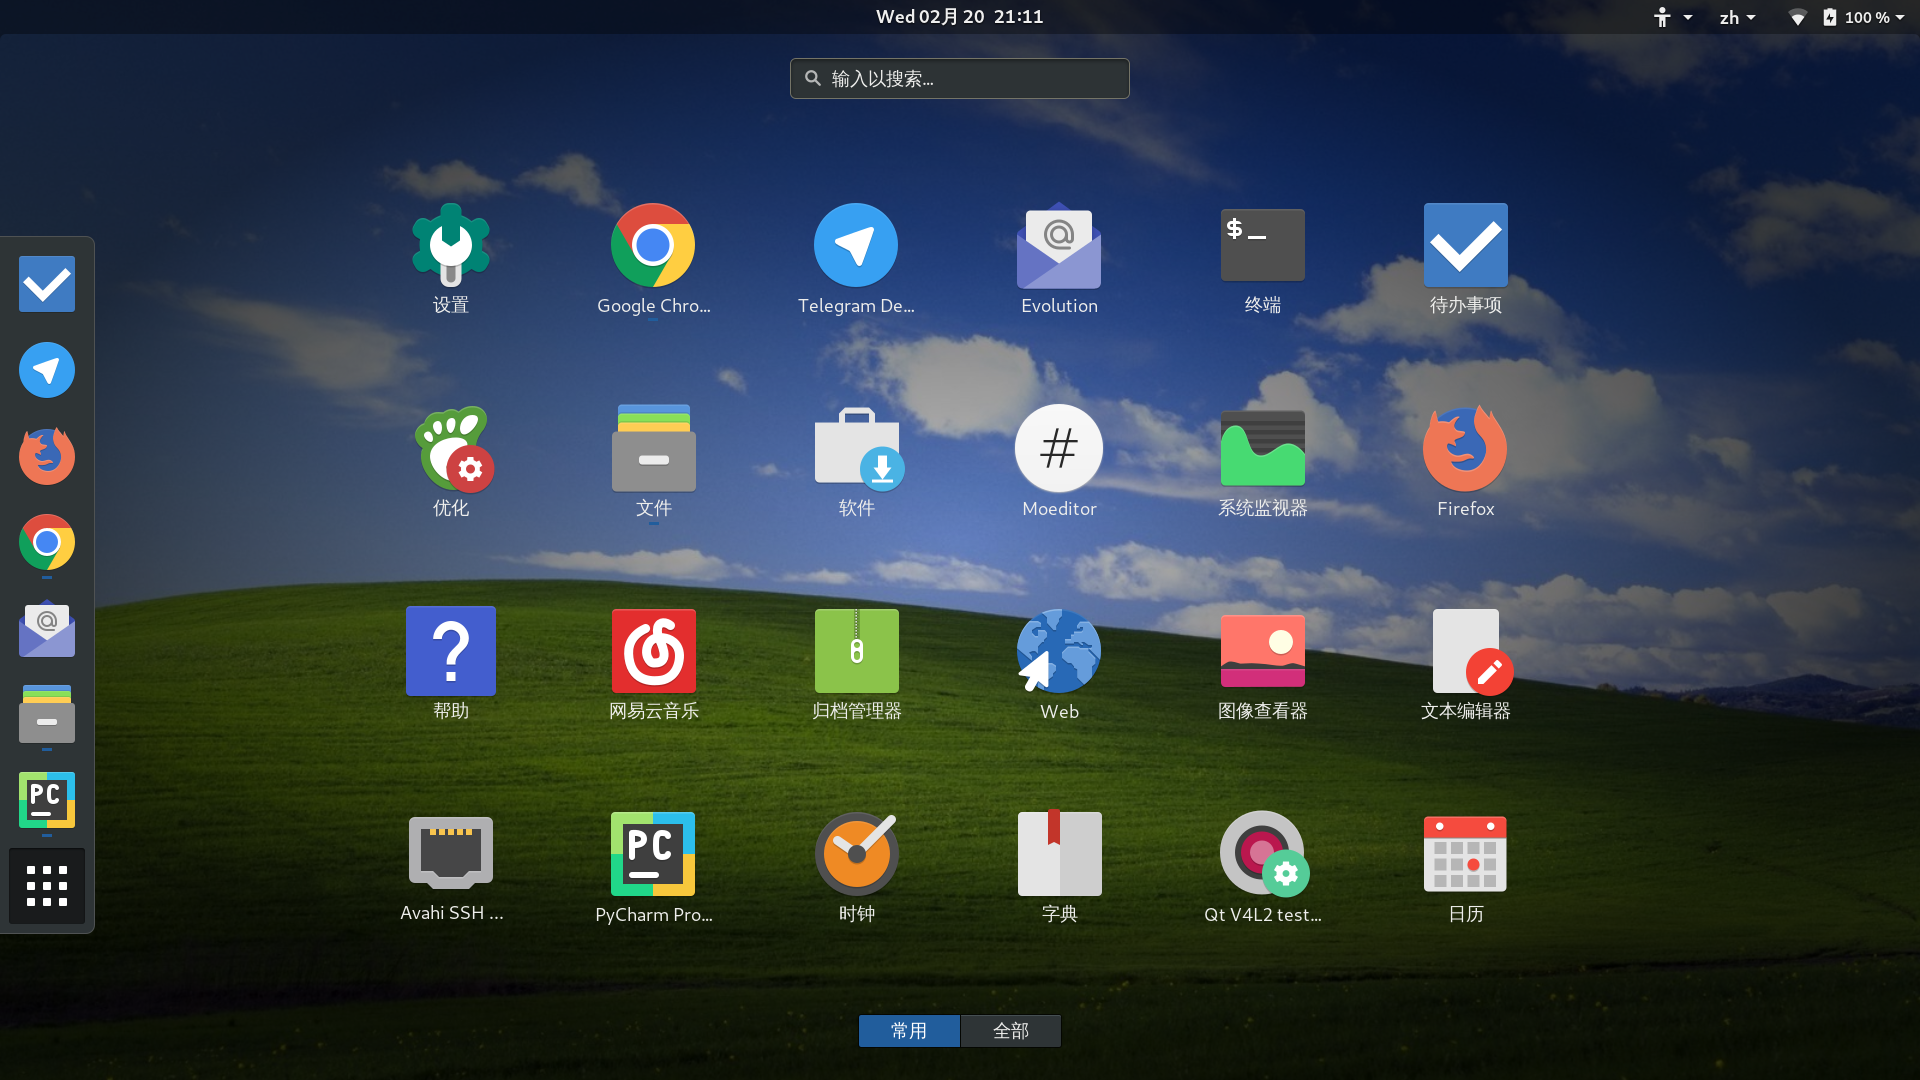 Wed 02月 20 21:11
zh
100 %
输入以搜索...
设置
Google Chro...
Telegram De...
Evolution
$_
终端
待办事项
优化
文件
软件
#
Moeditor
系统监视器
Firefox
?
帮助
网易云音乐
归档管理器
Web
图像查看器
文本编辑器
Avahi SSH ...
PC
PyCharm Pro...
时钟
字典
Qt V4L2 test...
日历
@
@
PC
常用
全部